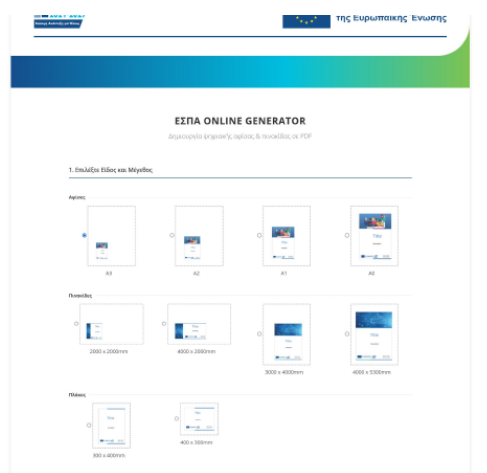 της Ευρωπαϊκής Ένωσης
ΕΣΠΑ ONLINE GENERATOR
Δημιουργία ψηφιακής αφίσας & πινακίδας σε PDF
1. Επιλέξτε Είδος και Μέγεθος
Αφίσες
A3 A2 A1 A0
Πινακίδες
2000 x 2000mm 4000 x 2000mm
3000 x 4000mm 4000 x 5300mm
Πλάκες
300 x 400mm 400 x 300mm